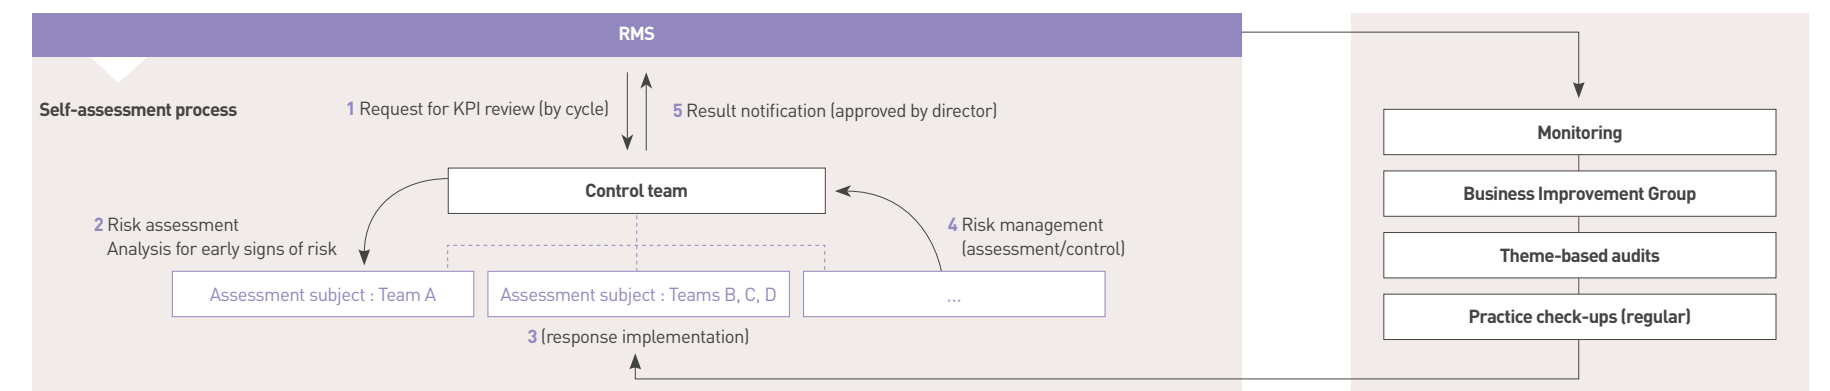 RMS
Self-assessment process
1 Request for KPI review (by cycle)
5 Result notification (approved by director)
Control team
2 Risk assessment
Analysis for early signs of risk
4 Risk management
(assessment/control)
Assessment subject : Team A
Assessment subject : Teams B, C, D
...
3 (response implementation)
Monitoring
Business Improvement Group
Theme-based audits
Practice check-ups (regular)